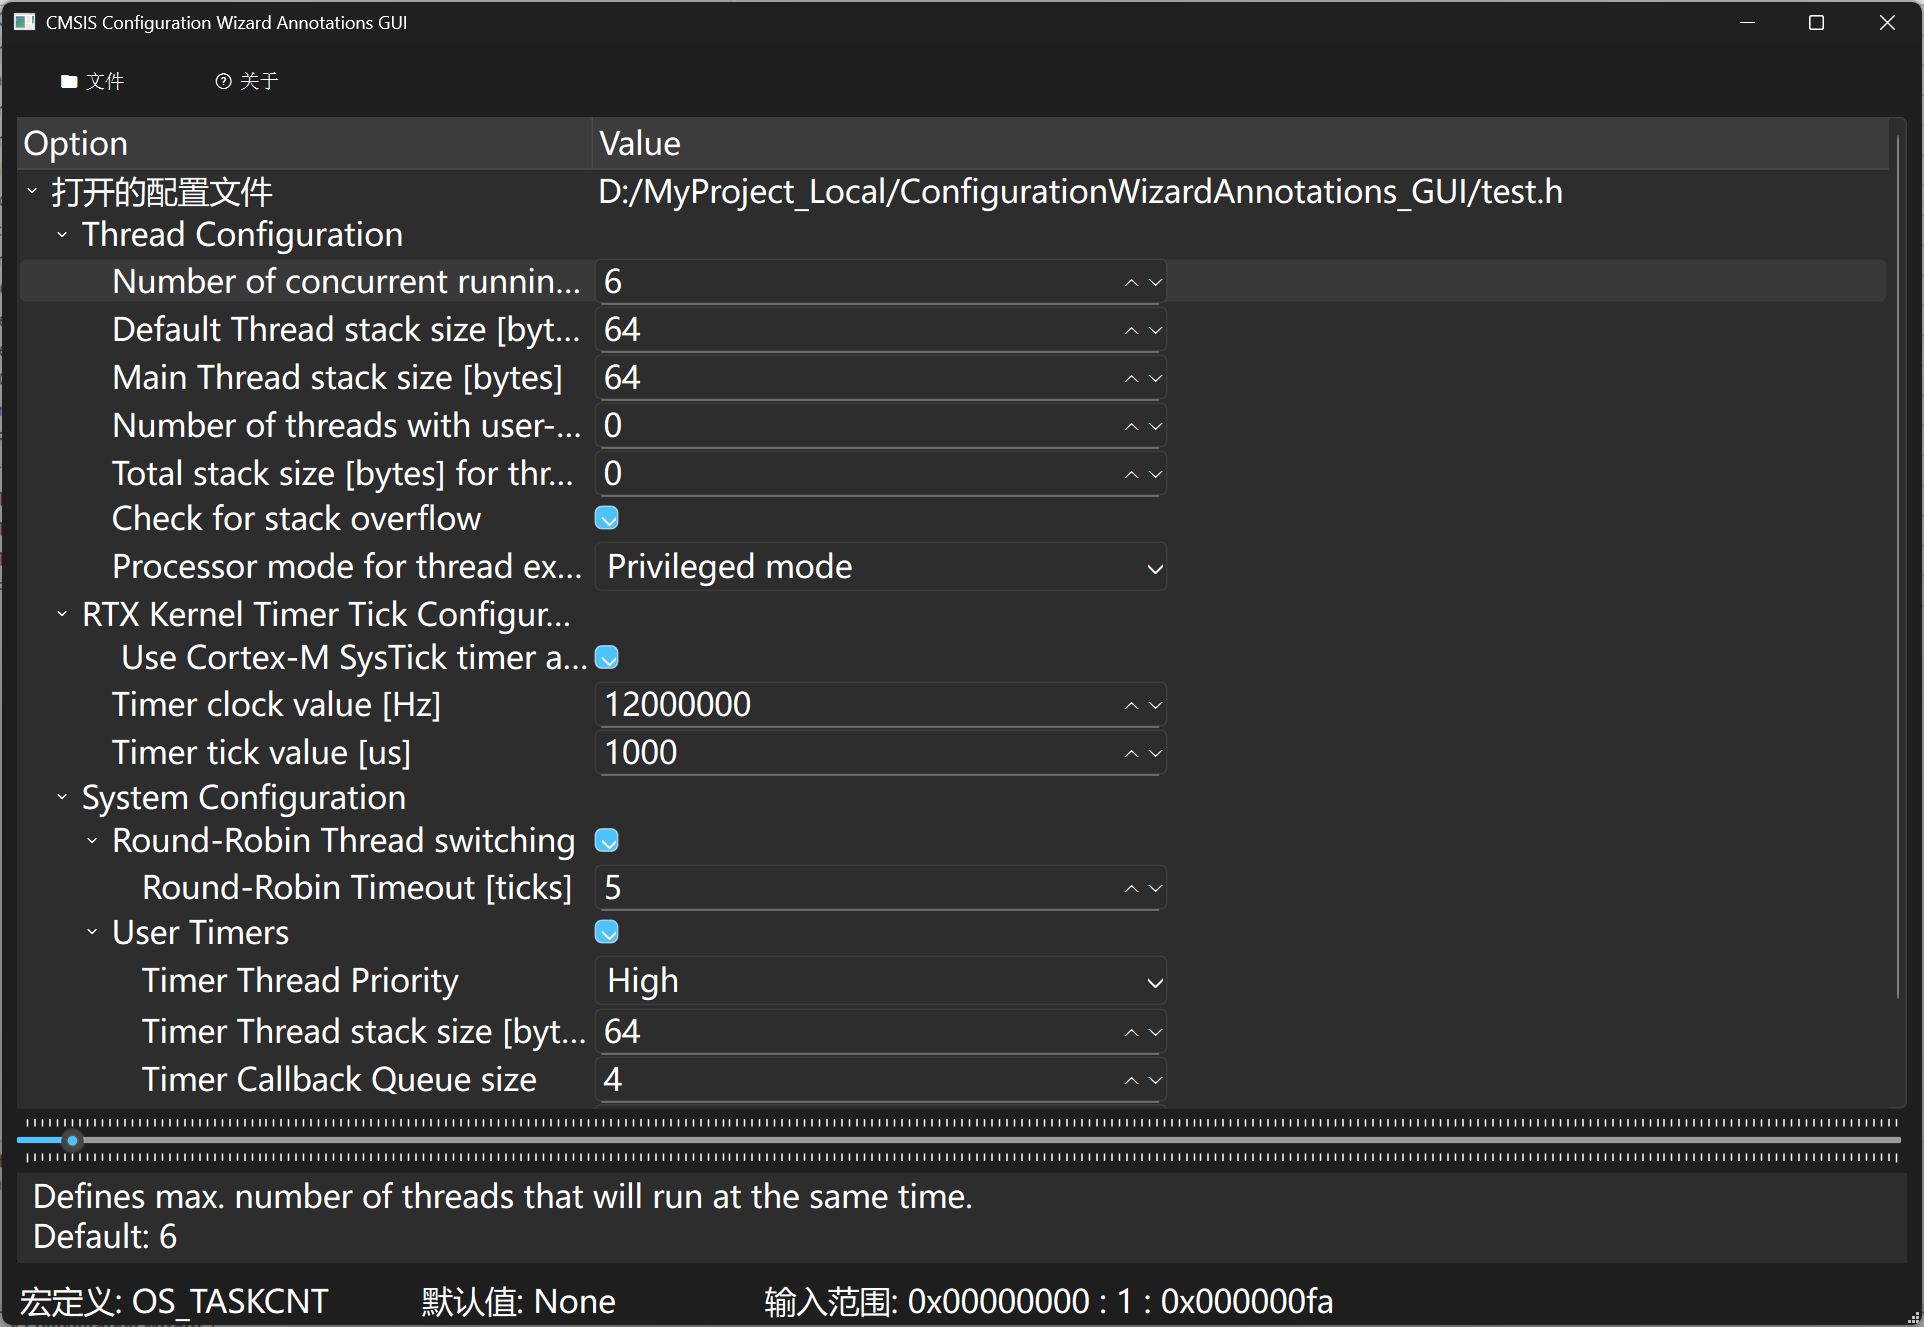 CMSIS Configuration Wizard Annotations GUI
文件 关于
Option Value
打开的配置文件 D:/MyProject_Local/ConfigurationWizardAnnotations_GUI/test.h
Thread Configuration
Number of concurrent runnin... 6
Default Thread stack size [byt... 64
Main Thread stack size [bytes] 64
Number of threads with user-... 0
Total stack size [bytes] for thr... 0
Check for stack overflow
Processor mode for thread ex... Privileged mode
RTX Kernel Timer Tick Configur...
Use Cortex-M SysTick timer a...
Timer clock value [Hz] 12000000
Timer tick value [us] 1000
System Configuration
Round-Robin Thread switching
Round-Robin Timeout [ticks] 5
User Timers
Timer Thread Priority High
Timer Thread stack size [byt... 64
Timer Callback Queue size 4
Defines max. number of threads that will run at the same time.
Default: 6
宏定义: OS_TASKCNT 默认值: None 输入范围: 0x00000000 : 1 : 0x000000fa